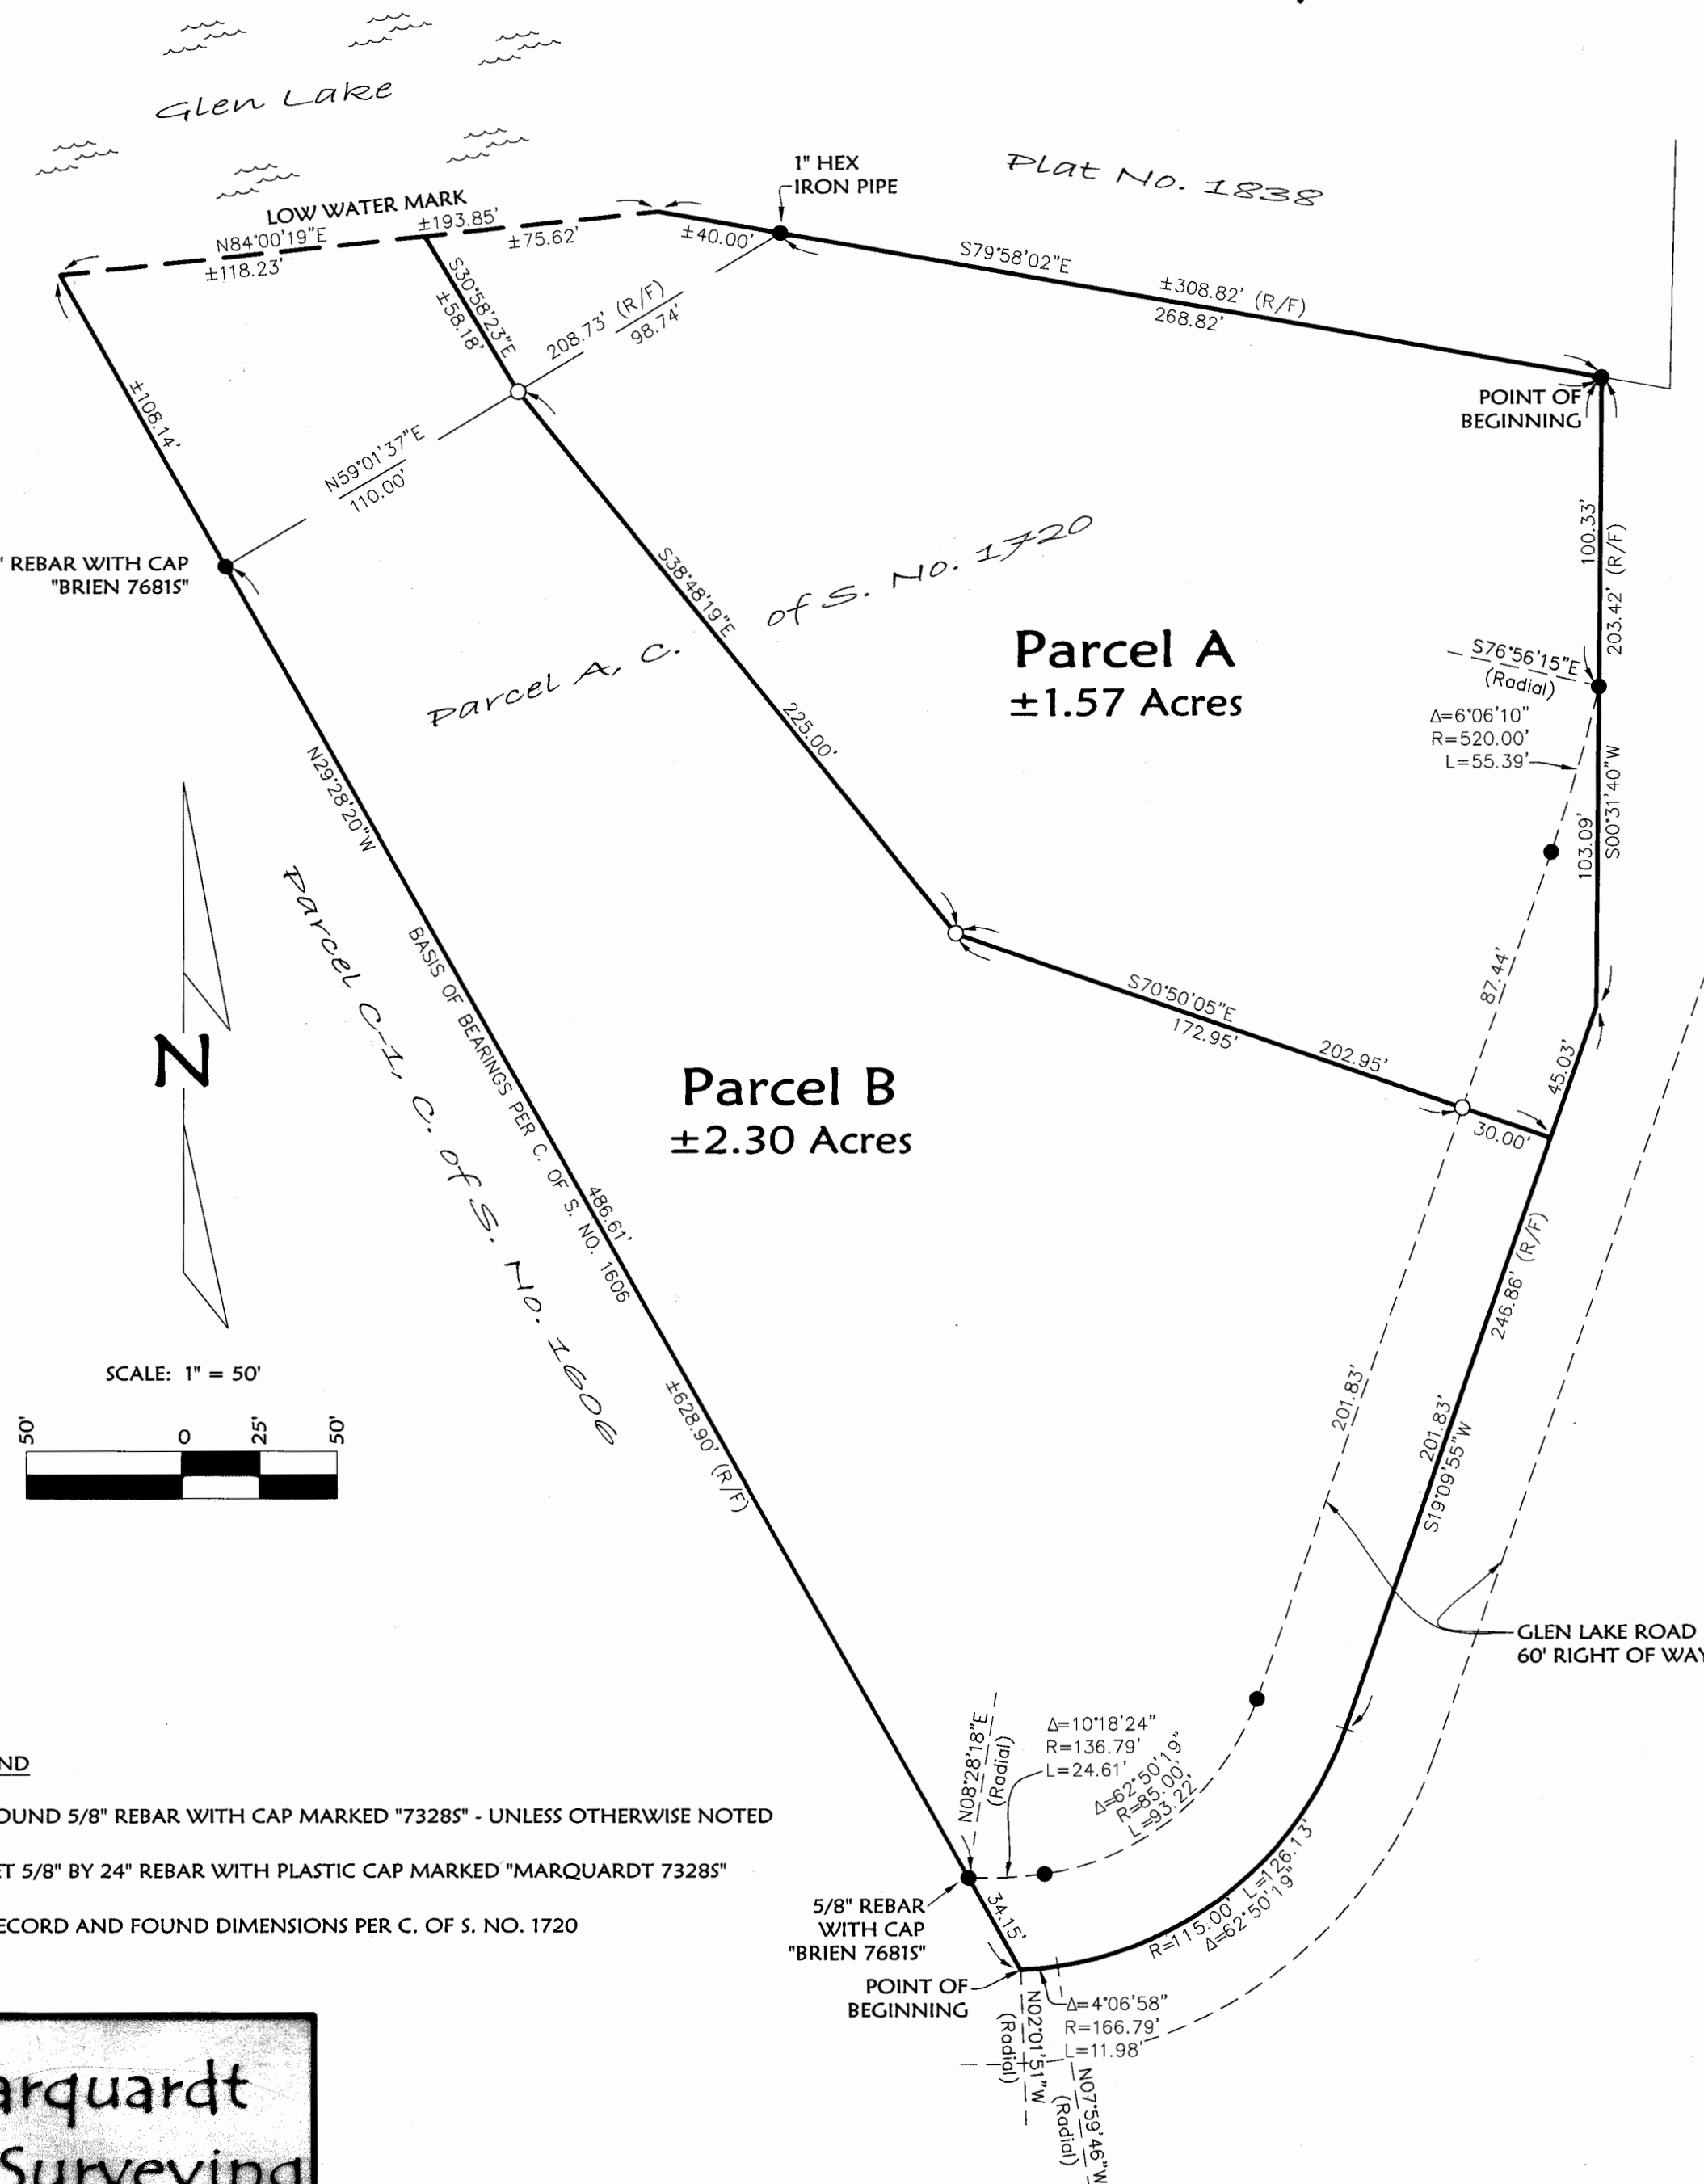 Glen Lake
Plat No. 1838
1" HEX
IRON PIPE
LOW WATER MARK
N84°00'19"E
±193.85'
±118.23'
±75.62'
±40.00'
S79°58'02"E
±308.82' (R/F)
268.82'
S30°58'23"E
±58.18'
208.73' (R/F)
98.74'
N59°01'37"E
110.00'
±108.14'
POINT OF
BEGINNING
" REBAR WITH CAP
"BRIEN 7681S"
Parcel A, C. of S. No. 1720
S38°48'19"E
225.00'
Parcel A
±1.57 Acres
100.33'
203.42' (R/F)
S76°56'15"E
(Radial)
Δ=6°06'10"
R=520.00'
L=55.39'
103.09'
S00°31'40"W
N29°28'20"W
BASIS OF BEARINGS PER C. OF S. NO. 1606
486.61'
±628.90' (R/F)
Parcel C-1, C. of S. No. 1606
N
87.44'
S70°50'05"E
172.95'
202.95'
30.00'
45.03'
Parcel B
±2.30 Acres
246.86' (R/F)
201.83'
201.83'
S19°09'55"W
SCALE: 1" = 50'
50' 0 25' 50'
GLEN LAKE ROAD
60' RIGHT OF WAY
N08°28'18"E
(Radial)
Δ=10°18'24"
R=136.79'
L=24.61'
Δ=62°50'19"
R=85.00'
L=93.22'
ND
OUND 5/8" REBAR WITH CAP MARKED "7328S" - UNLESS OTHERWISE NOTED
ET 5/8" BY 24" REBAR WITH PLASTIC CAP MARKED "MARQUARDT 7328S"
ECORD AND FOUND DIMENSIONS PER C. OF S. NO. 1720
5/8" REBAR
WITH CAP
"BRIEN 7681S"
34.15'
R=115.00' L=126.13'
Δ=62°50'19"
POINT OF
BEGINNING
Δ=4°06'58"
R=166.79'
L=11.98'
N02°01'51"W
(Radial)
N07°59'46"W
(Radial)
arquardt
Surveying